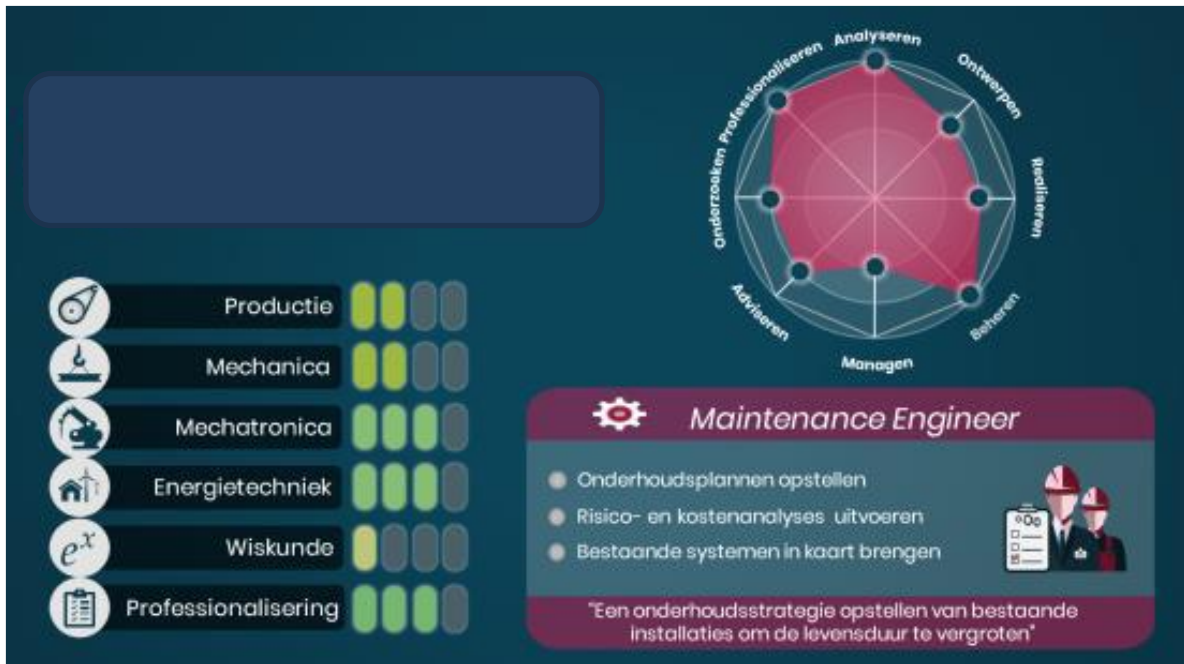 Analyseren
Ontwerpen
Realiseren
Beheren
Managen
Adviseren
Onderzoeken
Professionaliseren
Productie
Mechanica
Mechatronica
Energietechniek
e^x Wiskunde
Professionalisering
Maintenance Engineer
Onderhoudsplannen opstellen
Risico- en kostenanalyses uitvoeren
Bestaande systemen in kaart brengen
"Een onderhoudsstrategie opstellen van bestaande
installaties om de levensduur te vergroten"